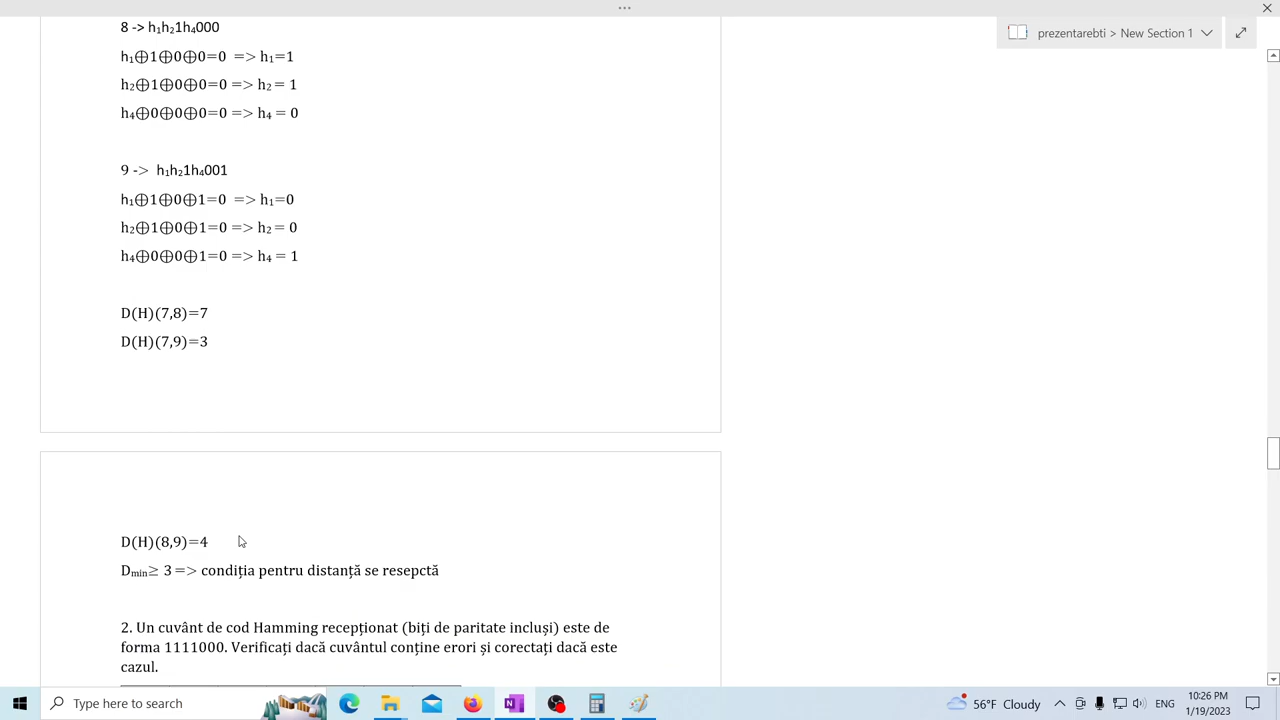 prezentarebti > New Section 1
8 -> h₁h₂1h₄000
h₁⊕1⊕0⊕0=0 => h₁=1
h₂⊕1⊕0⊕0=0 => h₂ = 1
h₄⊕0⊕0⊕0=0 => h₄ = 0
9 -> h₁h₂1h₄001
h₁⊕1⊕0⊕1=0 => h₁=0
h₂⊕1⊕0⊕1=0 => h₂ = 0
h₄⊕0⊕0⊕1=0 => h₄ = 1
D(H)(7,8)=7
D(H)(7,9)=3
D(H)(8,9)=4
Dmin≥ 3 => condiția pentru distanță se resepctă
2. Un cuvânt de cod Hamming recepționat (biți de paritate incluși) este de
forma 1111000. Verificați dacă cuvântul conține erori și corectați dacă este
cazul.
Type here to search
56°F Cloudy
ENG
10:26 PM
1/19/2023